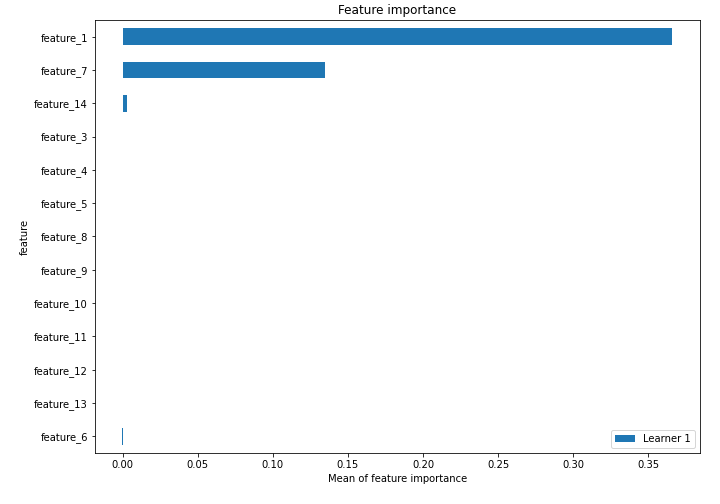 Feature importance
feature_1
feature_7
feature_14
feature_3
feature_4
feature_5
feature_8
feature_9
feature_10
feature_11
feature_12
feature_13
feature_6
feature
Learner 1
0.00 0.05 0.10 0.15 0.20 0.25 0.30 0.35
Mean of feature importance